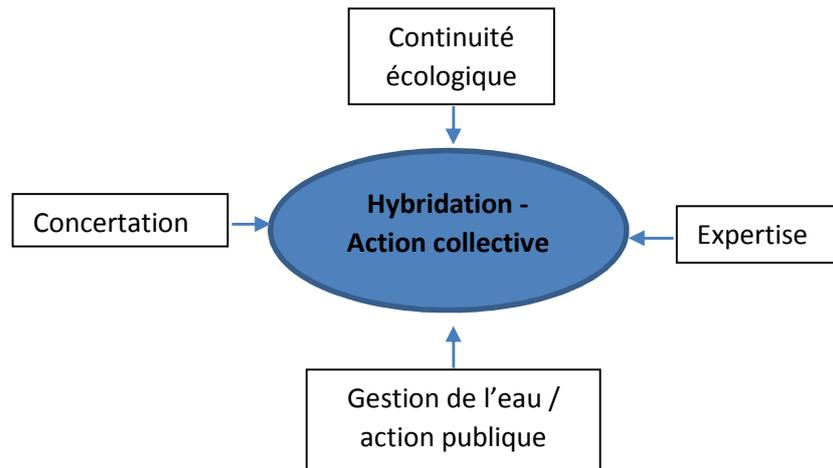 Continuité
écologique
Hybridation -
Action collective
Concertation
Expertise
Gestion de l’eau /
action publique